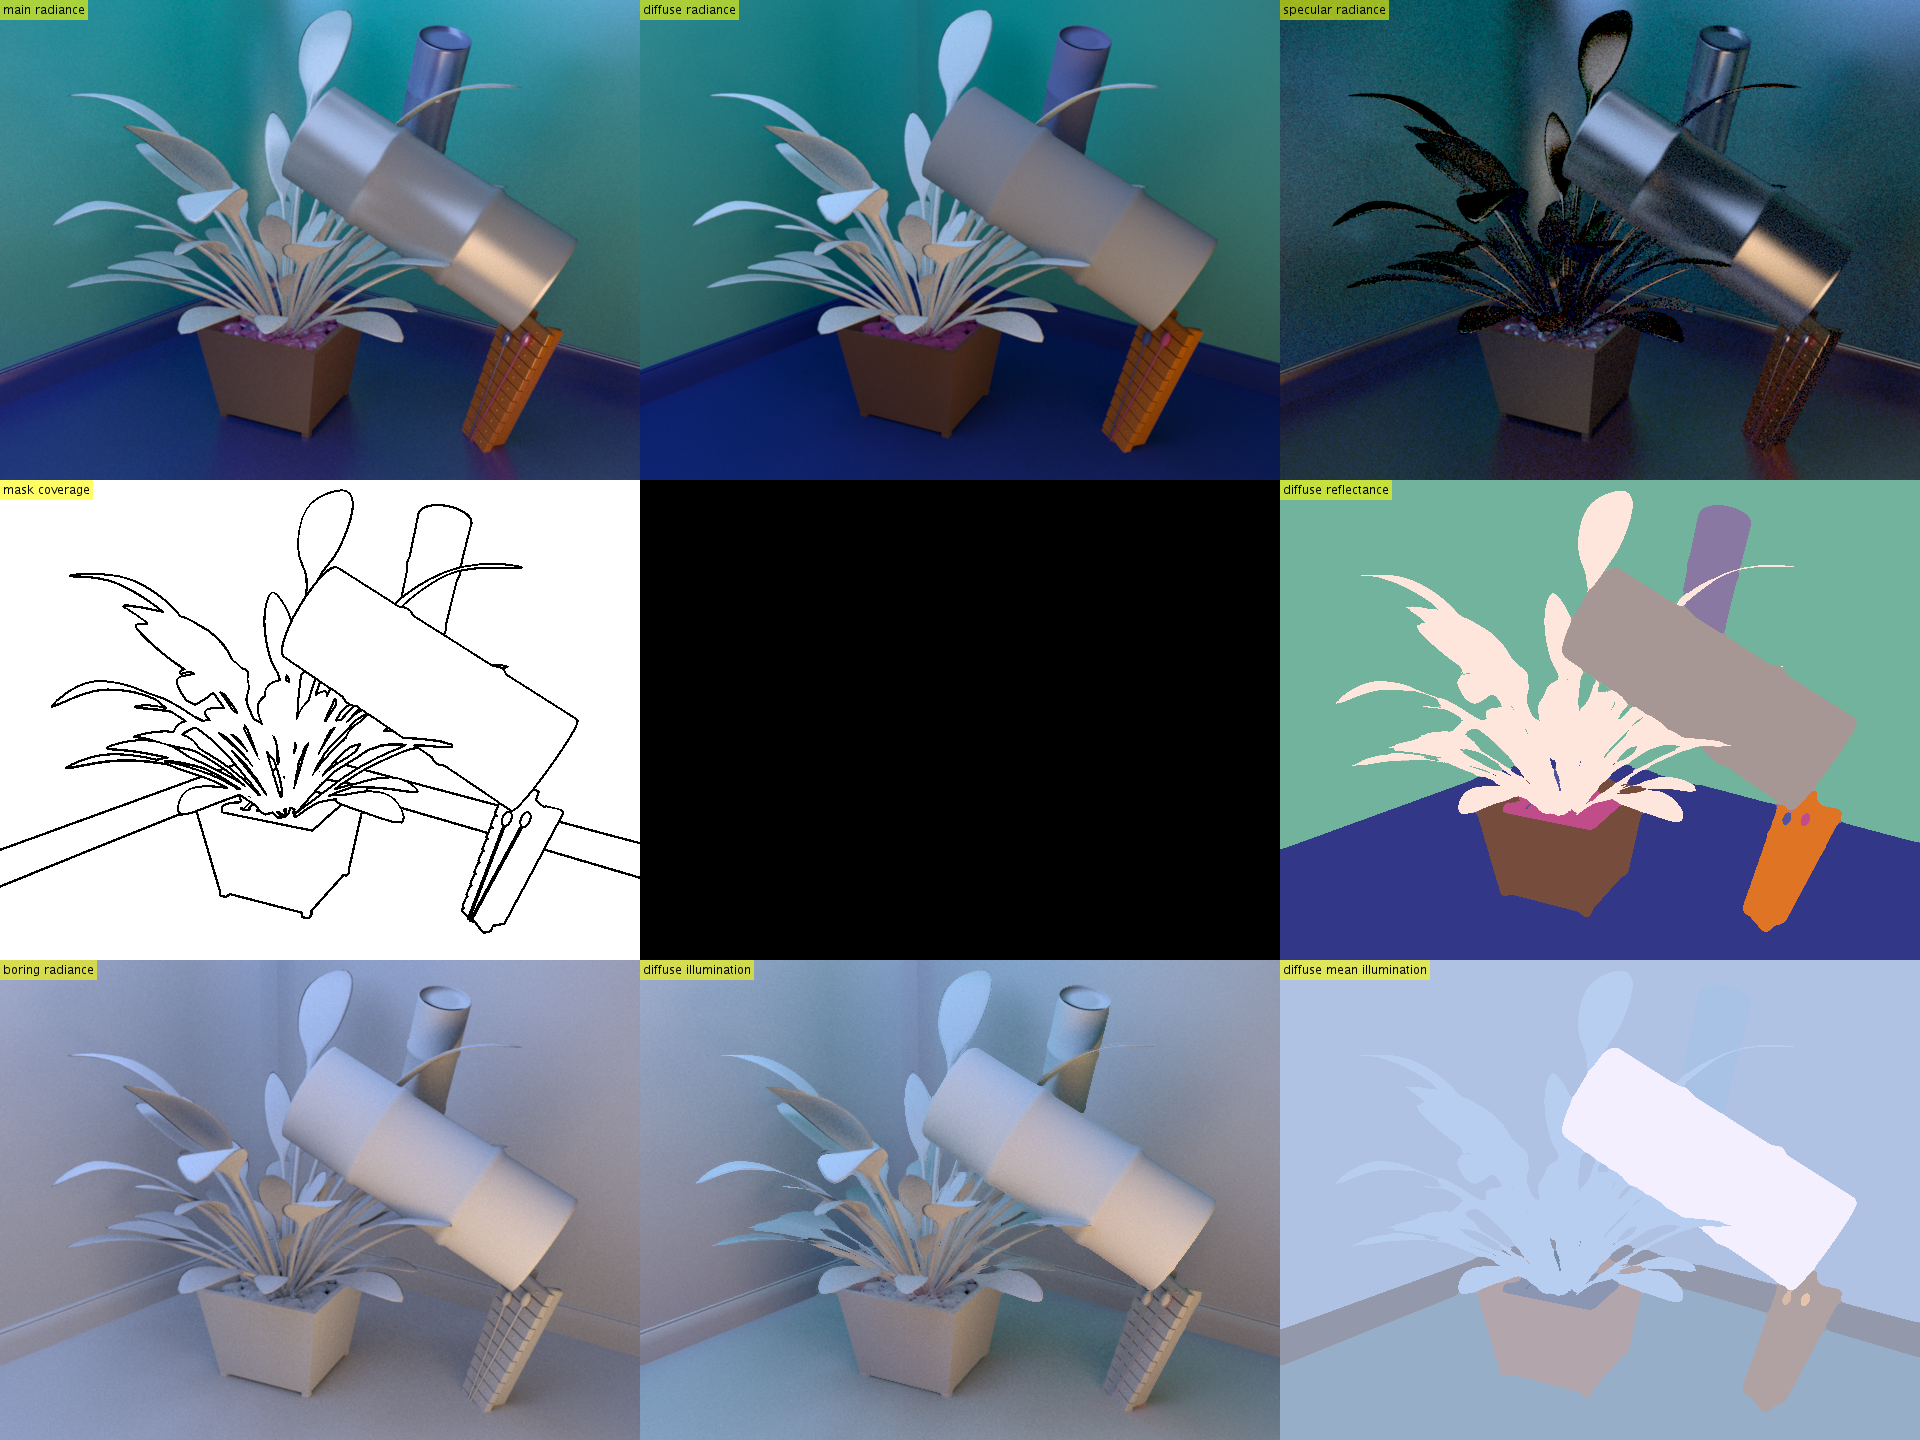 main radiance
diffuse radiance
specular radiance
mask coverage
diffuse reflectance
boring radiance
diffuse illumination
diffuse mean illumination